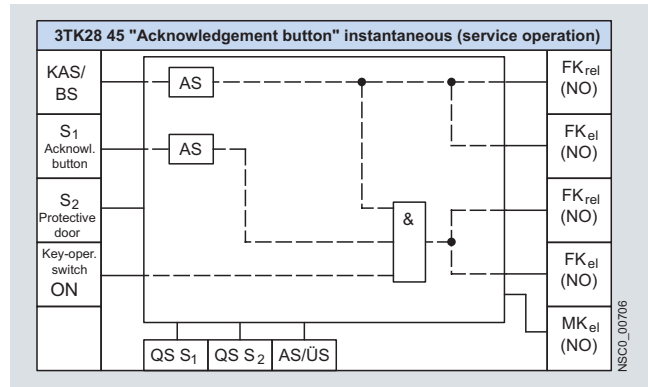 3TK28 45 "Acknowledgement button" instantaneous (service operation)
KAS/
BS
S1
Acknowl.
button
S2
Protective
door
Key-oper.
switch
ON
AS
AS
&
FKrel
(NO)
FKel
(NO)
FKrel
(NO)
FKel
(NO)
MKel
(NO)
QS S1
QS S2
AS/ÜS
NSC0_00706